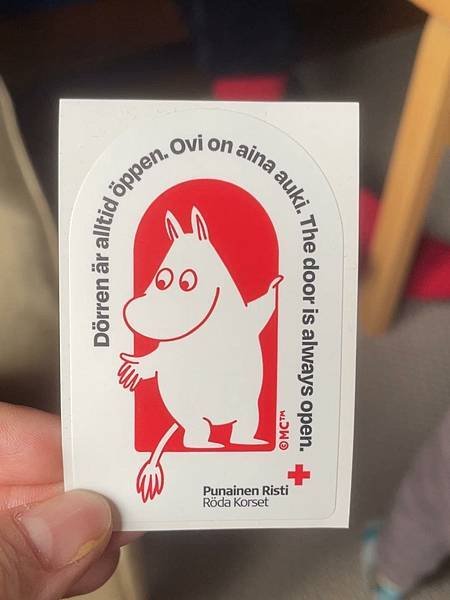 Dörren är alltid öppen. Ovi on aina auki. The door is always open.
©MC™
Punainen Risti
Röda Korset